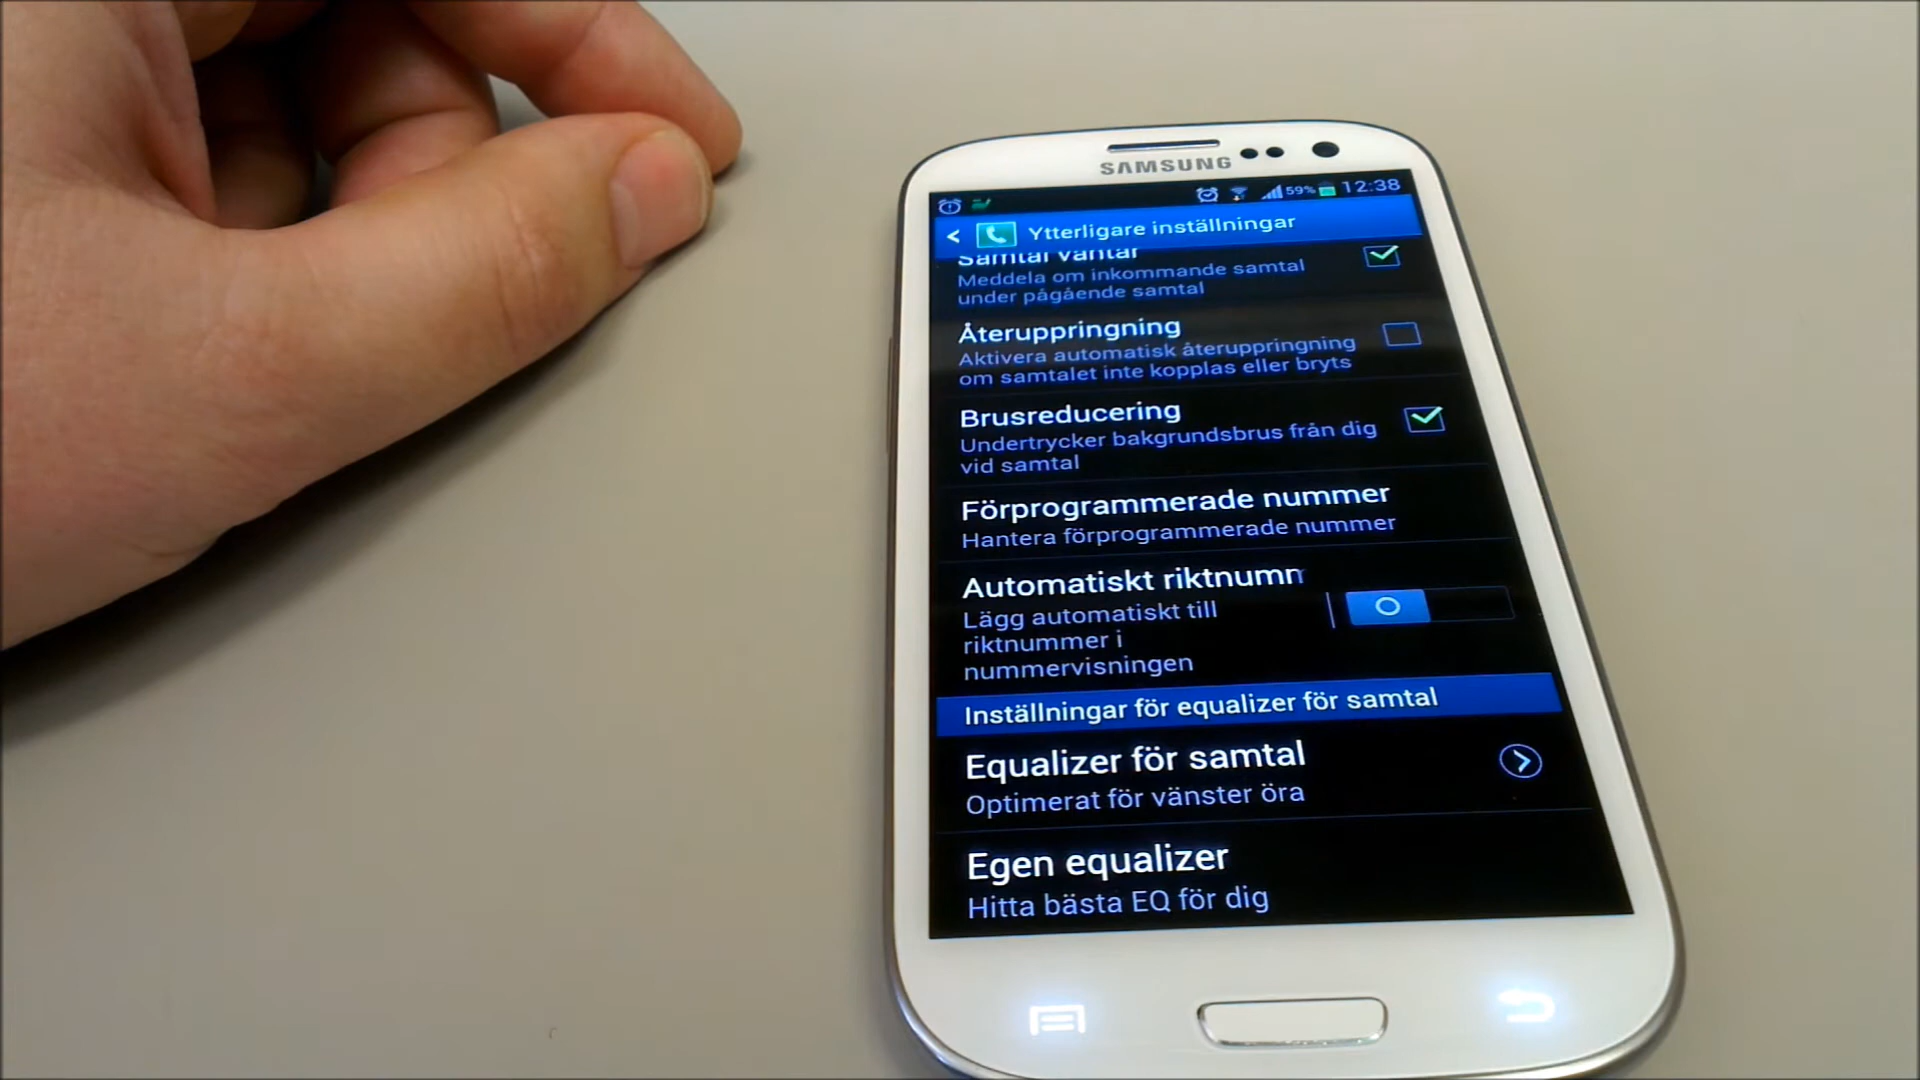 SAMSUNG
59% 12:38
Ytterligare inställningar
Samtal väntar
Meddela om inkommande samtal
under pågående samtal
Återuppringning
Aktivera automatisk återuppringning
om samtalet inte kopplas eller bryts
Brusreducering
Undertrycker bakgrundsbrus från dig
vid samtal
Förprogrammerade nummer
Hantera förprogrammerade nummer
Automatiskt riktnumn
Lägg automatiskt till
riktnummer i
nummervisningen
Inställningar för equalizer för samtal
Equalizer för samtal
Optimerat för vänster öra
Egen equalizer
Hitta bästa EQ för dig